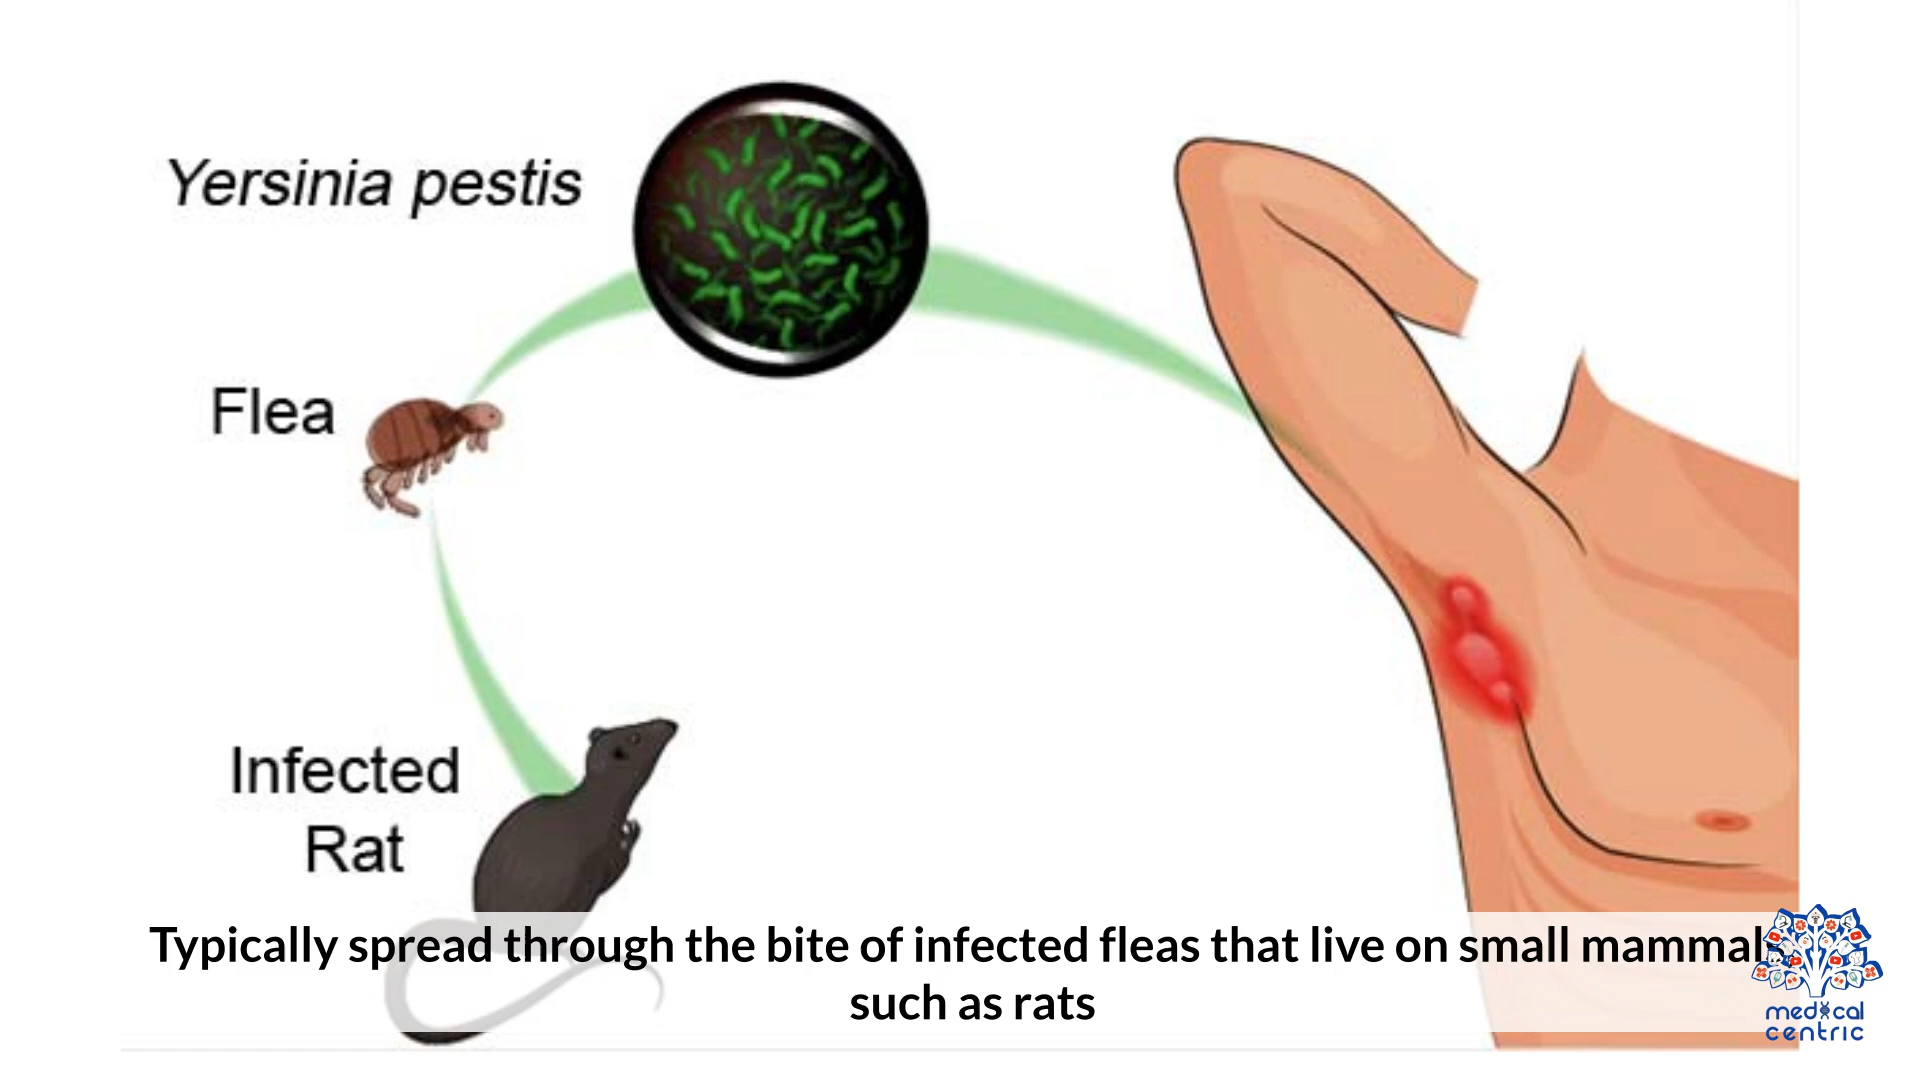 Yersinia pestis
Flea
Infected
Rat
Typically spread through the bite of infected fleas that live on small mammals
such as rats
medical
centric